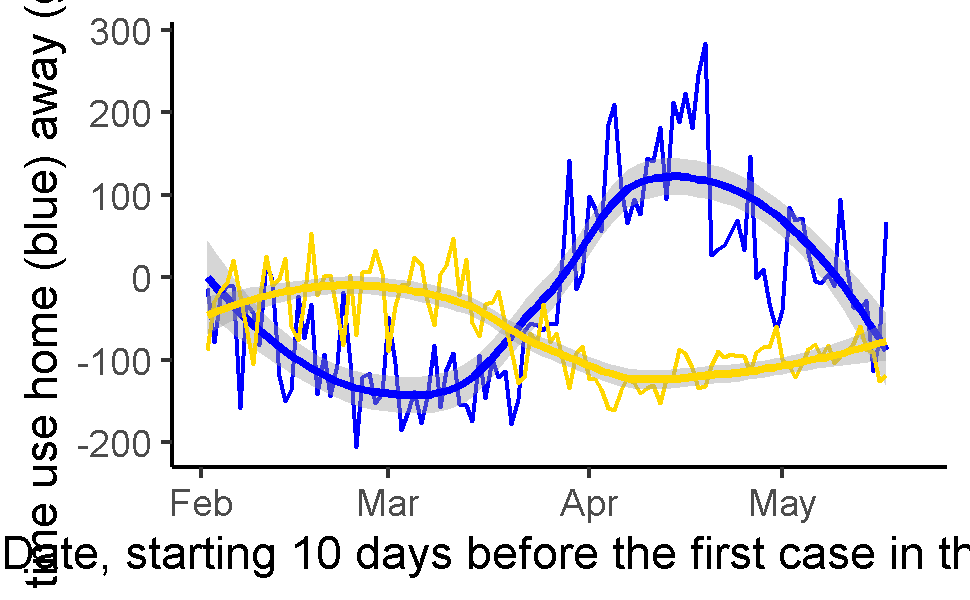 time use home (blue) away (
300
200
100
0
-100
-200
Feb Mar Apr May
Date, starting 10 days before the first case in th